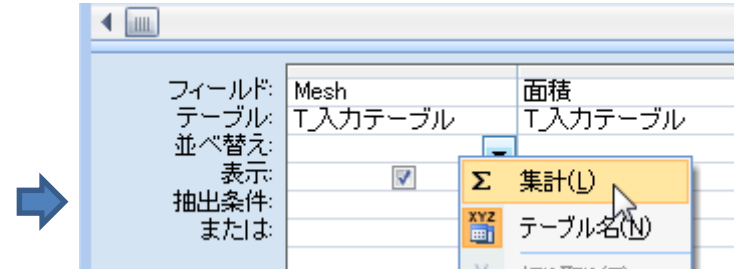 フィールド: Mesh 面積
テーブル: T_入力テーブル T_入力テーブル
並べ替え:
表示:
抽出条件:
または:
Σ 集計(L)
XYZ テーブル名(N)